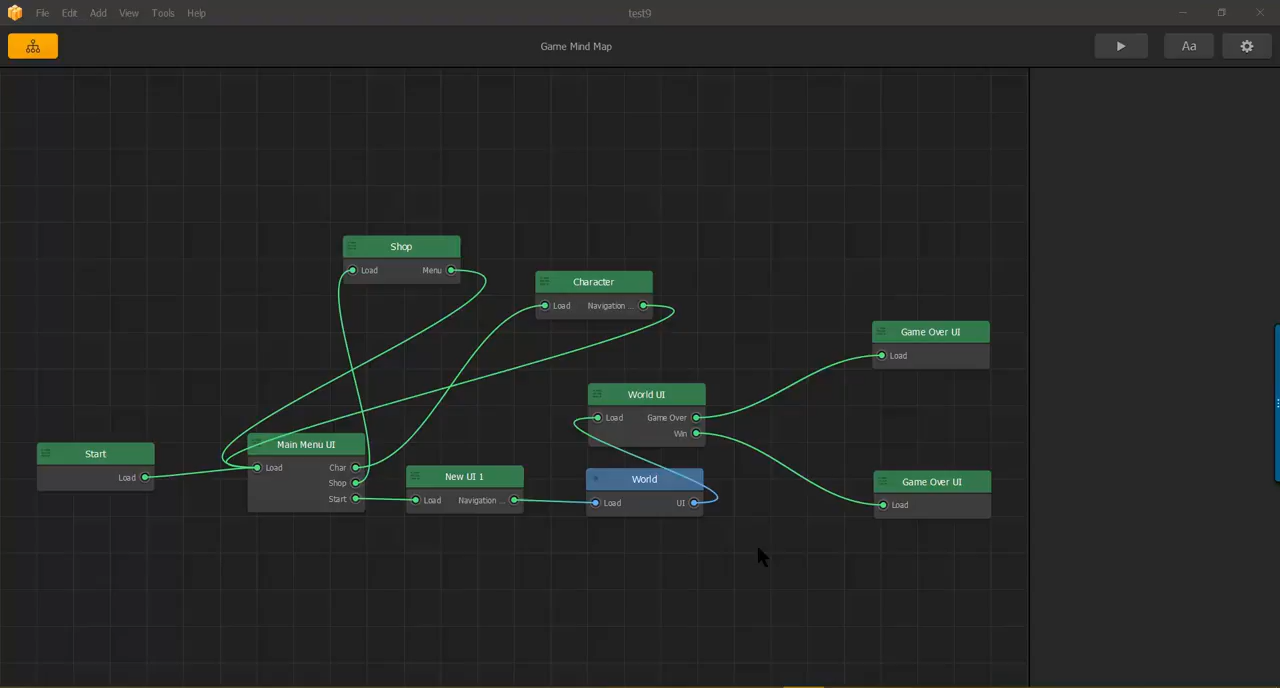 File Edit Add View Tools Help
test9
Game Mind Map
Aa
Shop
Load Menu
Character
Load Navigation ...
Game Over UI
Load
World UI
Load Game Over
Win
Start
Load
Main Menu UI
Load Char
Shop
Start
New UI 1
Load Navigation ...
World
Load UI
Game Over UI
Load